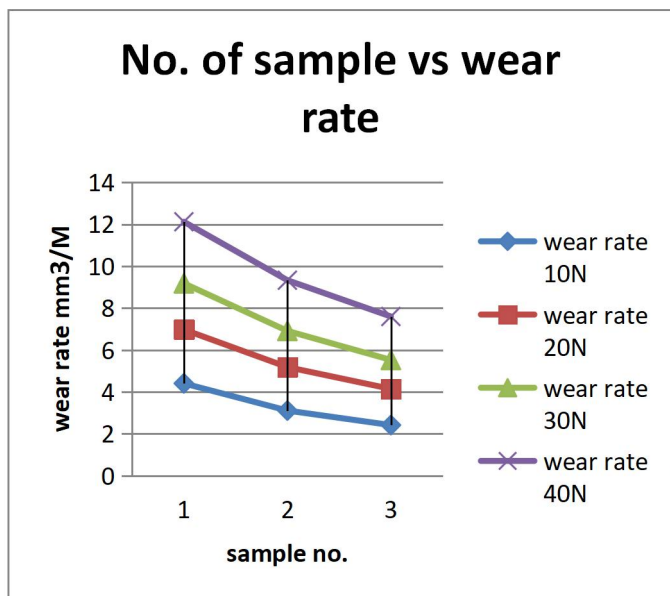 No. of sample vs wear
rate
wear rate mm3/M
14
12
10
8
6
4
2
0
1 2 3
sample no.
wear rate
10N
wear rate
20N
wear rate
30N
wear rate
40N